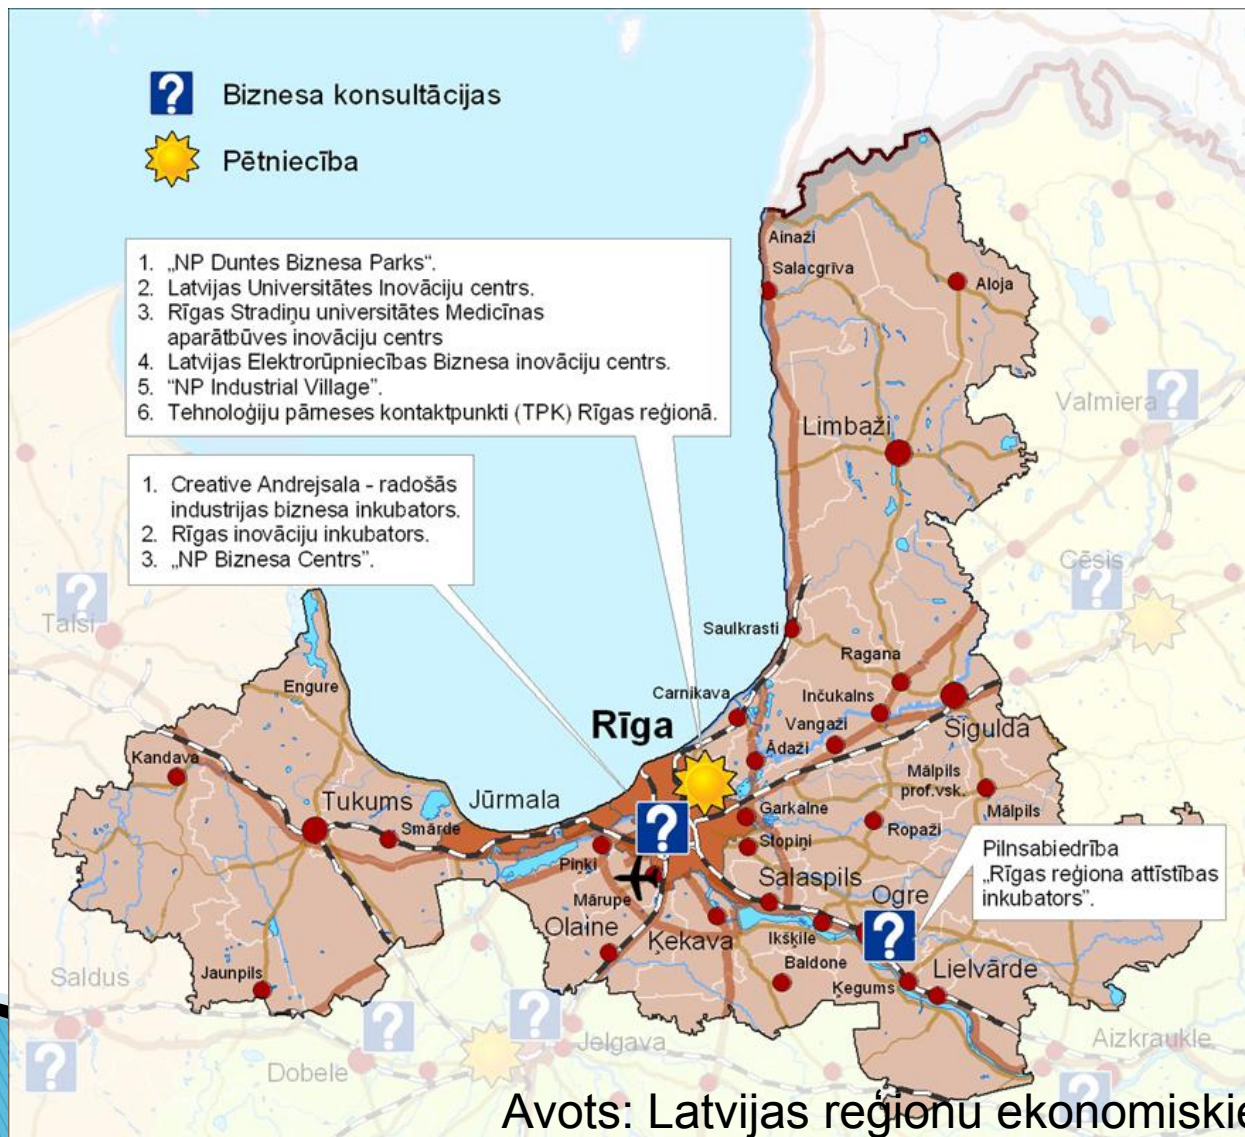 Biznesa konsultācijas
Pētniecība
1. „NP Duntes Biznesa Parks“.
2. Latvijas Universitātes Inovāciju centrs.
3. Rīgas Stradiņu universitātes Medicīnas
aparātbūves inovāciju centrs
4. Latvijas Elektrorūpniecības Biznesa inovāciju centrs.
5. “NP Industrial Village”.
6. Tehnoloģiju pārneses kontaktpunkti (TPK) Rīgas reģionā.
1. Creative Andrejsala - radošās
industrijas biznesa inkubators.
2. Rīgas inovāciju inkubators.
3. „NP Biznesa Centrs”.
Ainaži
Salacgrīva
Aloja
Valmiera
Limbaži
Cēsis
Talsi
Saulkrasti
Ragana
Engure
Carnikava
Inčukalns
Rīga
Vangaži
Sigulda
Kandava
Ādaži
Mālpils
prof.vsk.
Tukums
Jūrmala
Garkalne
Mālpils
Smārde
Ropaži
Stopiņi
Piņķi
Pilnsabiedrība
„Rīgas reģiona attīstības
inkubators”.
Salaspils
Mārupe
Ogre
Olaine
Ķekava
Ikšķile
Baldone
Lielvārde
Saldus
Jaunpils
Ķegums
Jelgava
Aizkraukle
Dobele
Avots: Latvijas reģionu ekonomiskie